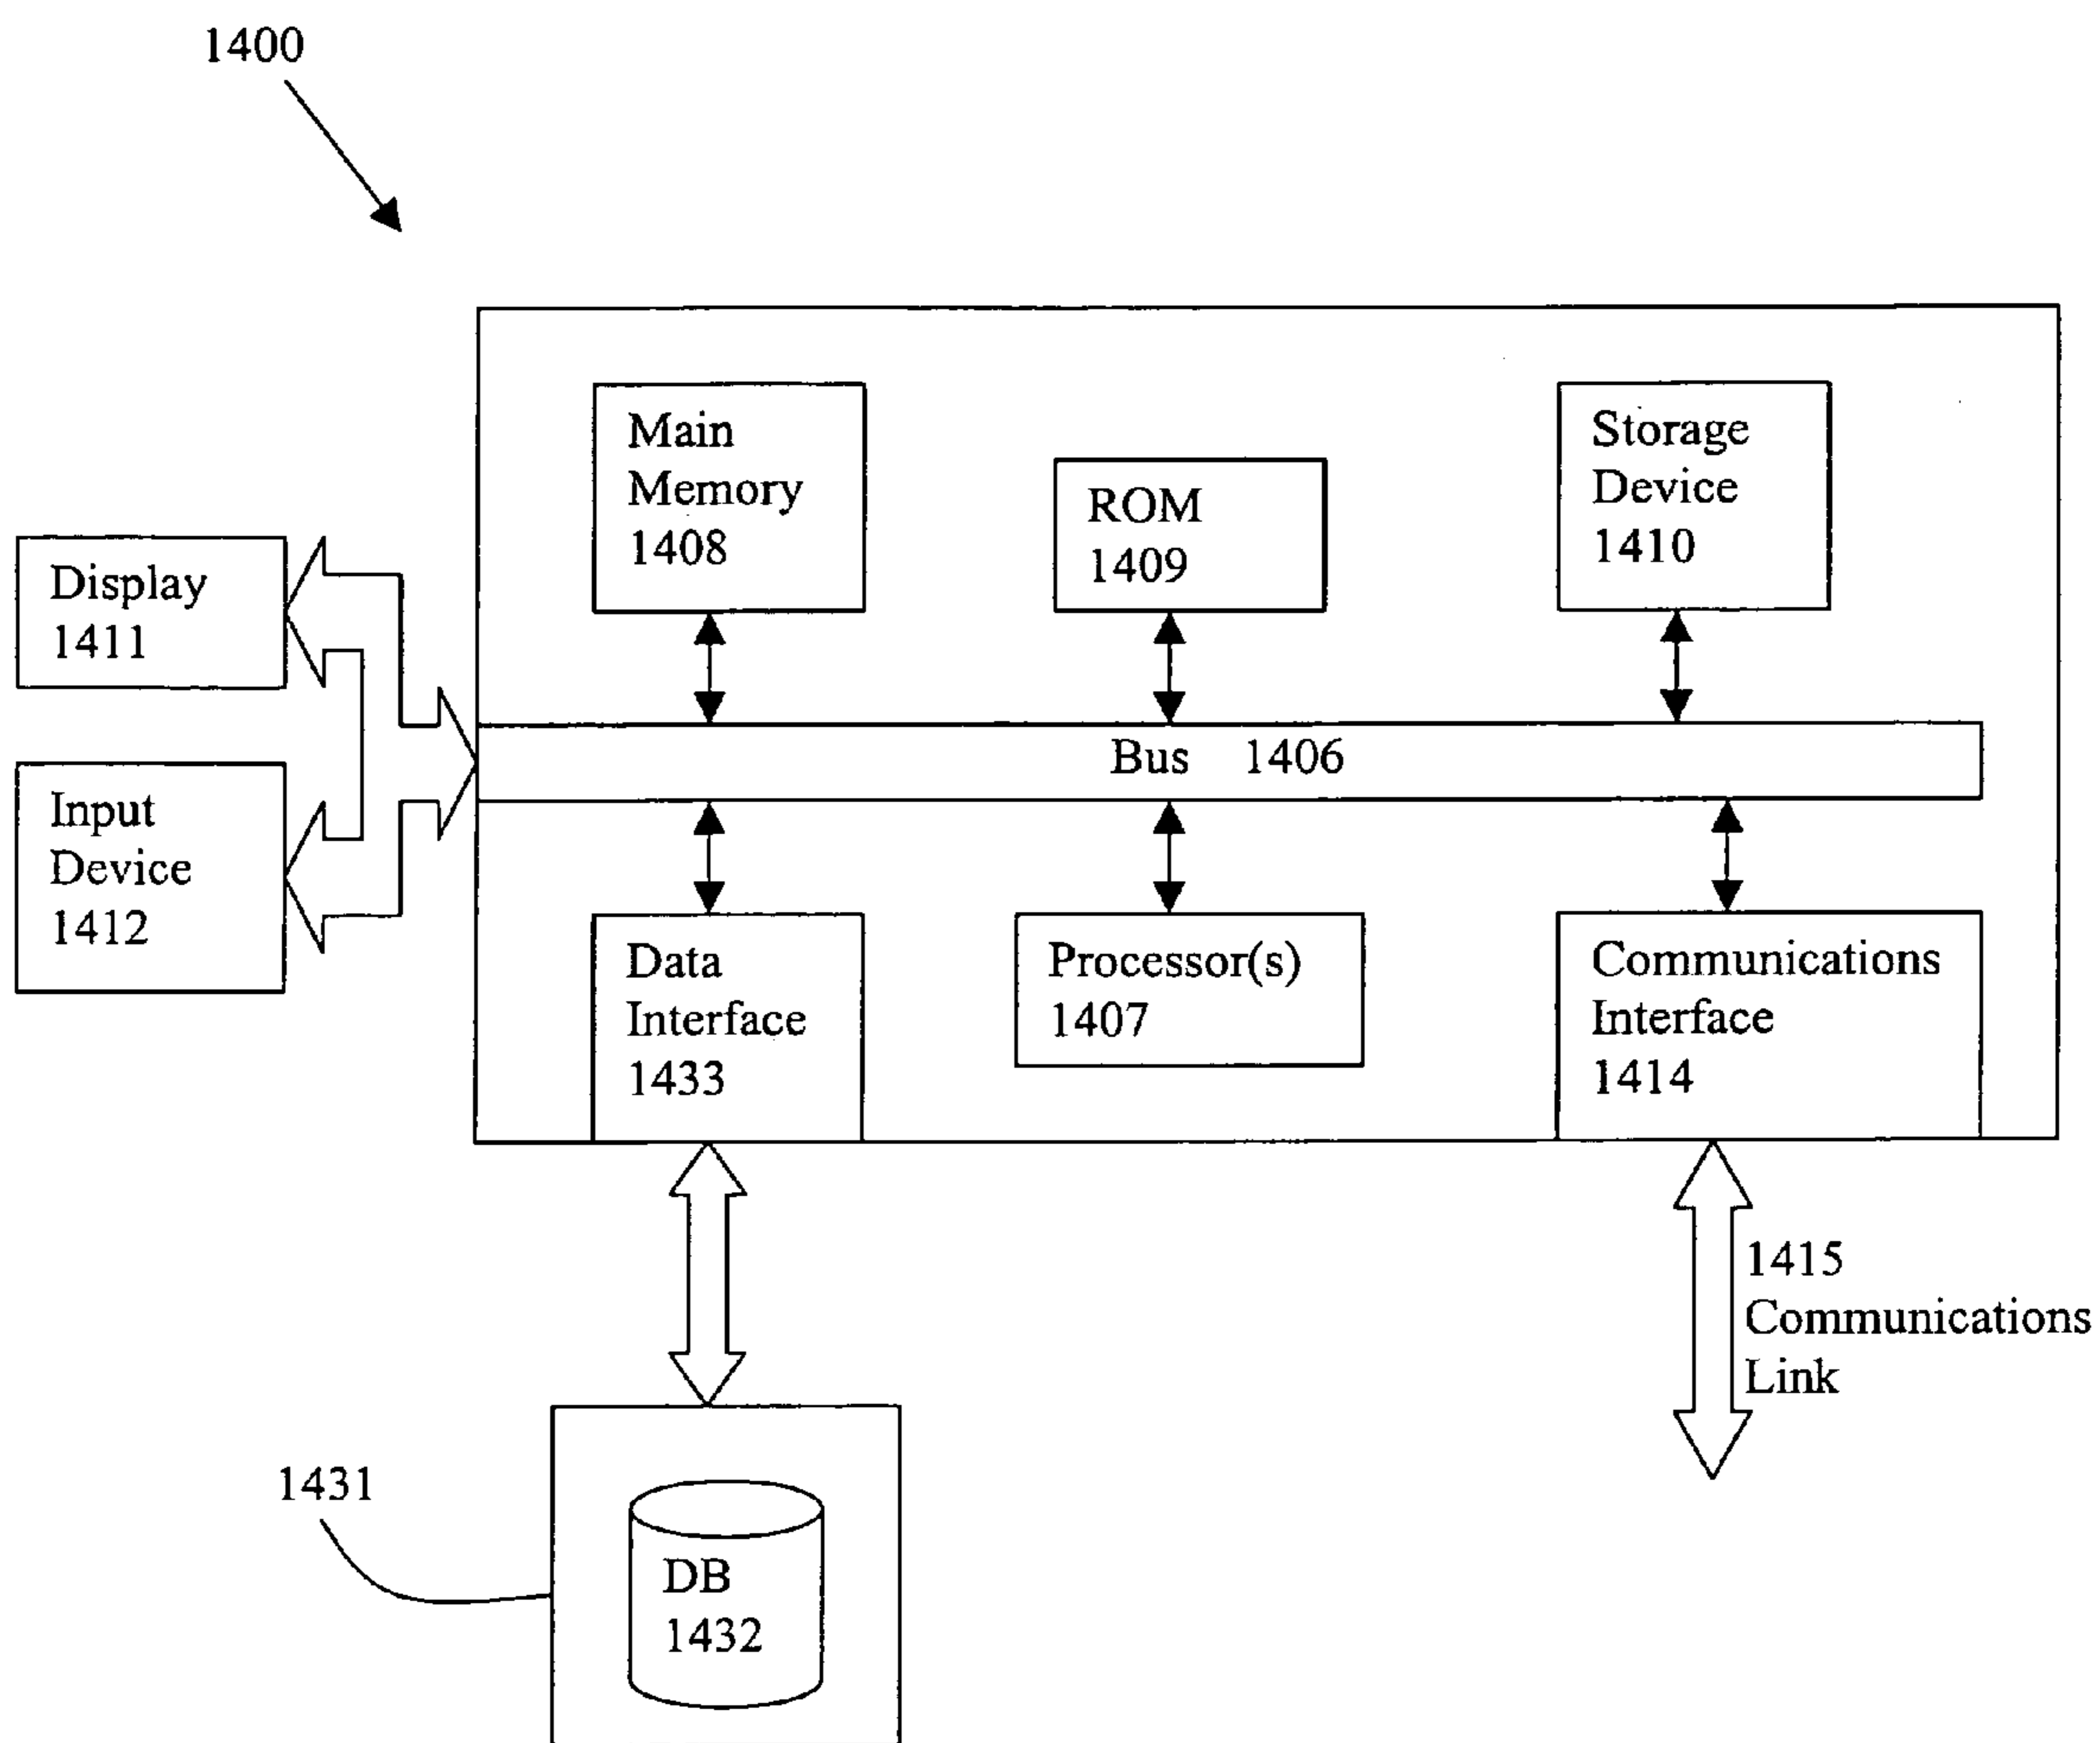 1400
Main
Memory
1408
ROM
1409
Storage
Device
1410
Display
1411
Bus 1406
Input
Device
1412
Data
Interface
1433
Processor(s)
1407
Communications
Interface
1414
1415
Communications
Link
1431
DB
1432